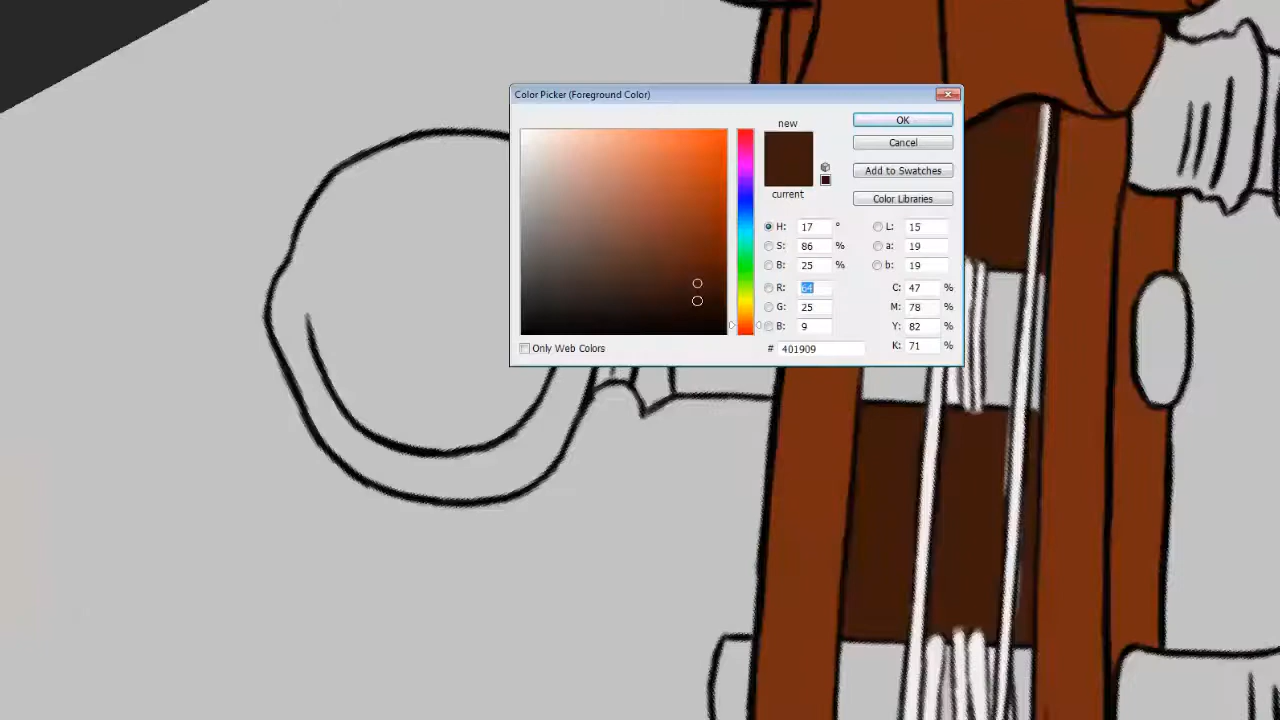 Color Picker (Foreground Color)
new
current
OK
Cancel
Add to Swatches
Color Libraries
H: 17 °
S: 86 %
B: 25 %
R: 64
G: 25
B: 9
L: 15
a: 19
b: 19
C: 47 %
M: 78 %
Y: 82 %
K: 71 %
# 401909
Only Web Colors